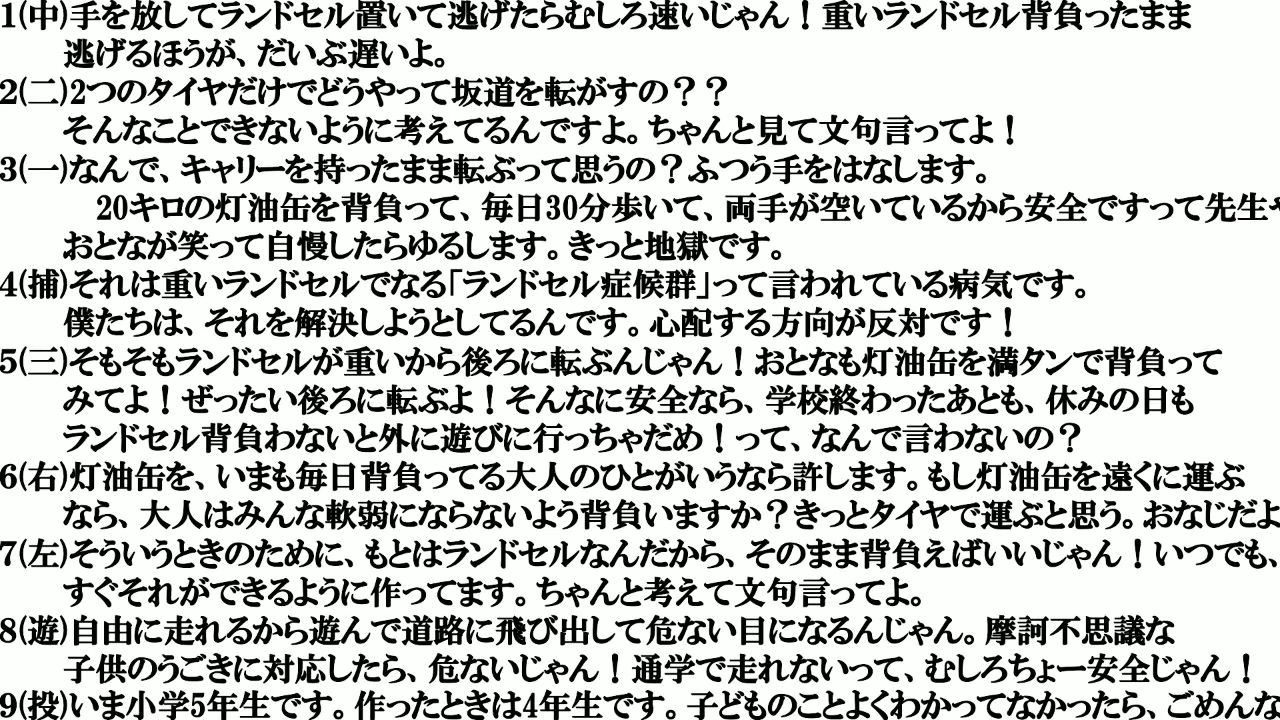 1(中)手を放してランドセル置いて逃げたらむしろ速いじゃん！重いランドセル背負ったまま
逃げるほうが、だいぶ遅いよ。
2(二)2つのタイヤだけでどうやって坂道を転がすの？？
そんなことできないように考えてるんですよ。ちゃんと見て文句言ってよ！
3(一)なんで、キャリーを持ったまま転ぶって思うの？ふつう手をはなします。
20キロの灯油缶を背負って、毎日30分歩いて、両手が空いているから安全ですって先生や
おとなが笑って自慢したらゆるします。きっと地獄です。
4(捕)それは重いランドセルでなる「ランドセル症候群」って言われている病気です。
僕たちは、それを解決しようとしてるんです。心配する方向が反対です！
5(三)そもそもランドセルが重いから後ろに転ぶんじゃん！おとなも灯油缶を満タンで背負って
みてよ！ぜったい後ろに転ぶよ！そんなに安全なら、学校終わったあとも、休みの日も
ランドセル背負わないと外に遊びに行っちゃだめ！って、なんで言わないの？
6(右)灯油缶を、いまも毎日背負ってる大人のひとがいうなら許します。もし灯油缶を遠くに運ぶ
なら、大人はみんな軟弱にならないよう背負いますか？きっとタイヤで運ぶと思う。おなじだよ
7(左)そういうときのために、もとはランドセルなんだから、そのまま背負えばいいじゃん！いつでも、
すぐそれができるように作ってます。ちゃんと考えて文句言ってよ。
8(遊)自由に走れるから遊んで道路に飛び出して危ない目になるんじゃん。摩訶不思議な
子供のうごきに対応したら、危ないじゃん！通学で走れないって、むしろちょー安全じゃん！
9(投)いま小学5年生です。作ったときは4年生です。子どものことよくわかってなかったら、ごめんな